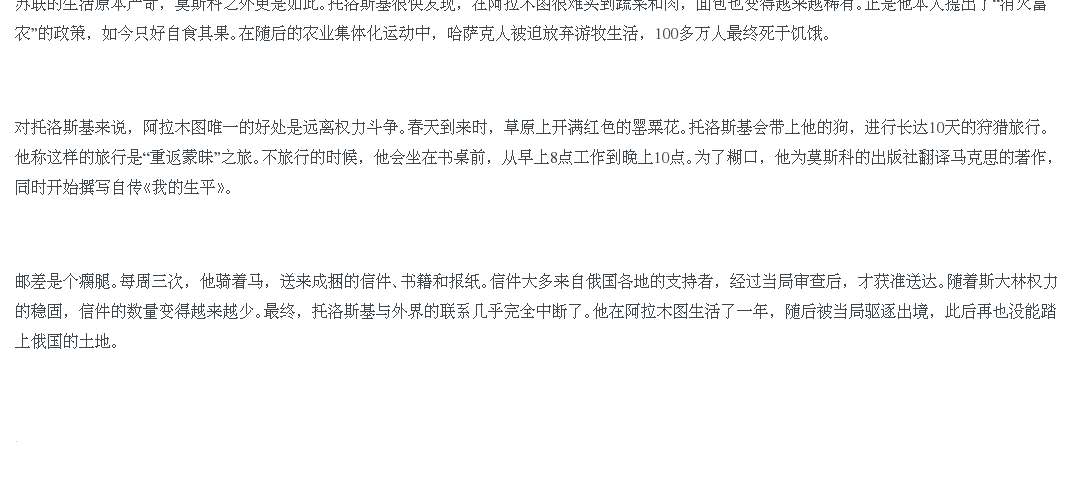 苏联的生活原本严苛，莫斯科之外更是如此。托洛斯基很快发现，在阿拉木图很难买到蔬菜和肉，面包也变得越来越稀有。正是他本人提出了“消灭富
农”的政策，如今只好自食其果。在随后的农业集体化运动中，哈萨克人被迫放弃游牧生活，100多万人最终死于饥饿。
对托洛斯基来说，阿拉木图唯一的好处是远离权力斗争。春天到来时，草原上开满红色的罂粟花。托洛斯基会带上他的狗，进行长达10天的狩猎旅行。
他称这样的旅行是“重返蒙昧”之旅。不旅行的时候，他会坐在书桌前，从早上8点工作到晚上10点。为了糊口，他为莫斯科的出版社翻译马克思的著作，
同时开始撰写自传《我的生平》。
邮差是个瘸腿。每周三次，他骑着马，送来成捆的信件、书籍和报纸。信件大多来自俄国各地的支持者，经过当局审查后，才获准送达。随着斯大林权力
的稳固，信件的数量变得越来越少。最终，托洛斯基与外界的联系几乎完全中断了。他在阿拉木图生活了一年，随后被当局驱逐出境，此后再也没能踏
上俄国的土地。